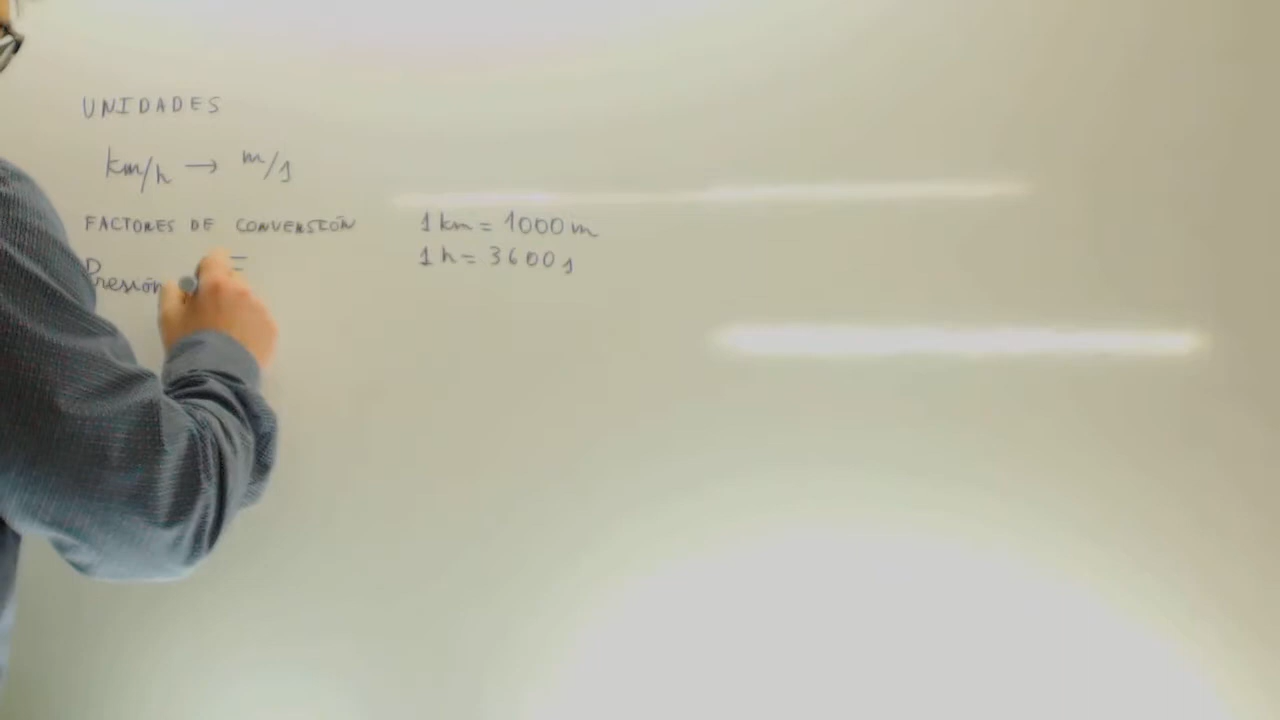 UNIDADES
km/h → m/s
FACTORES DE CONVERSIÓN 1 km = 1000 m
1 h = 3600 s
Presión =